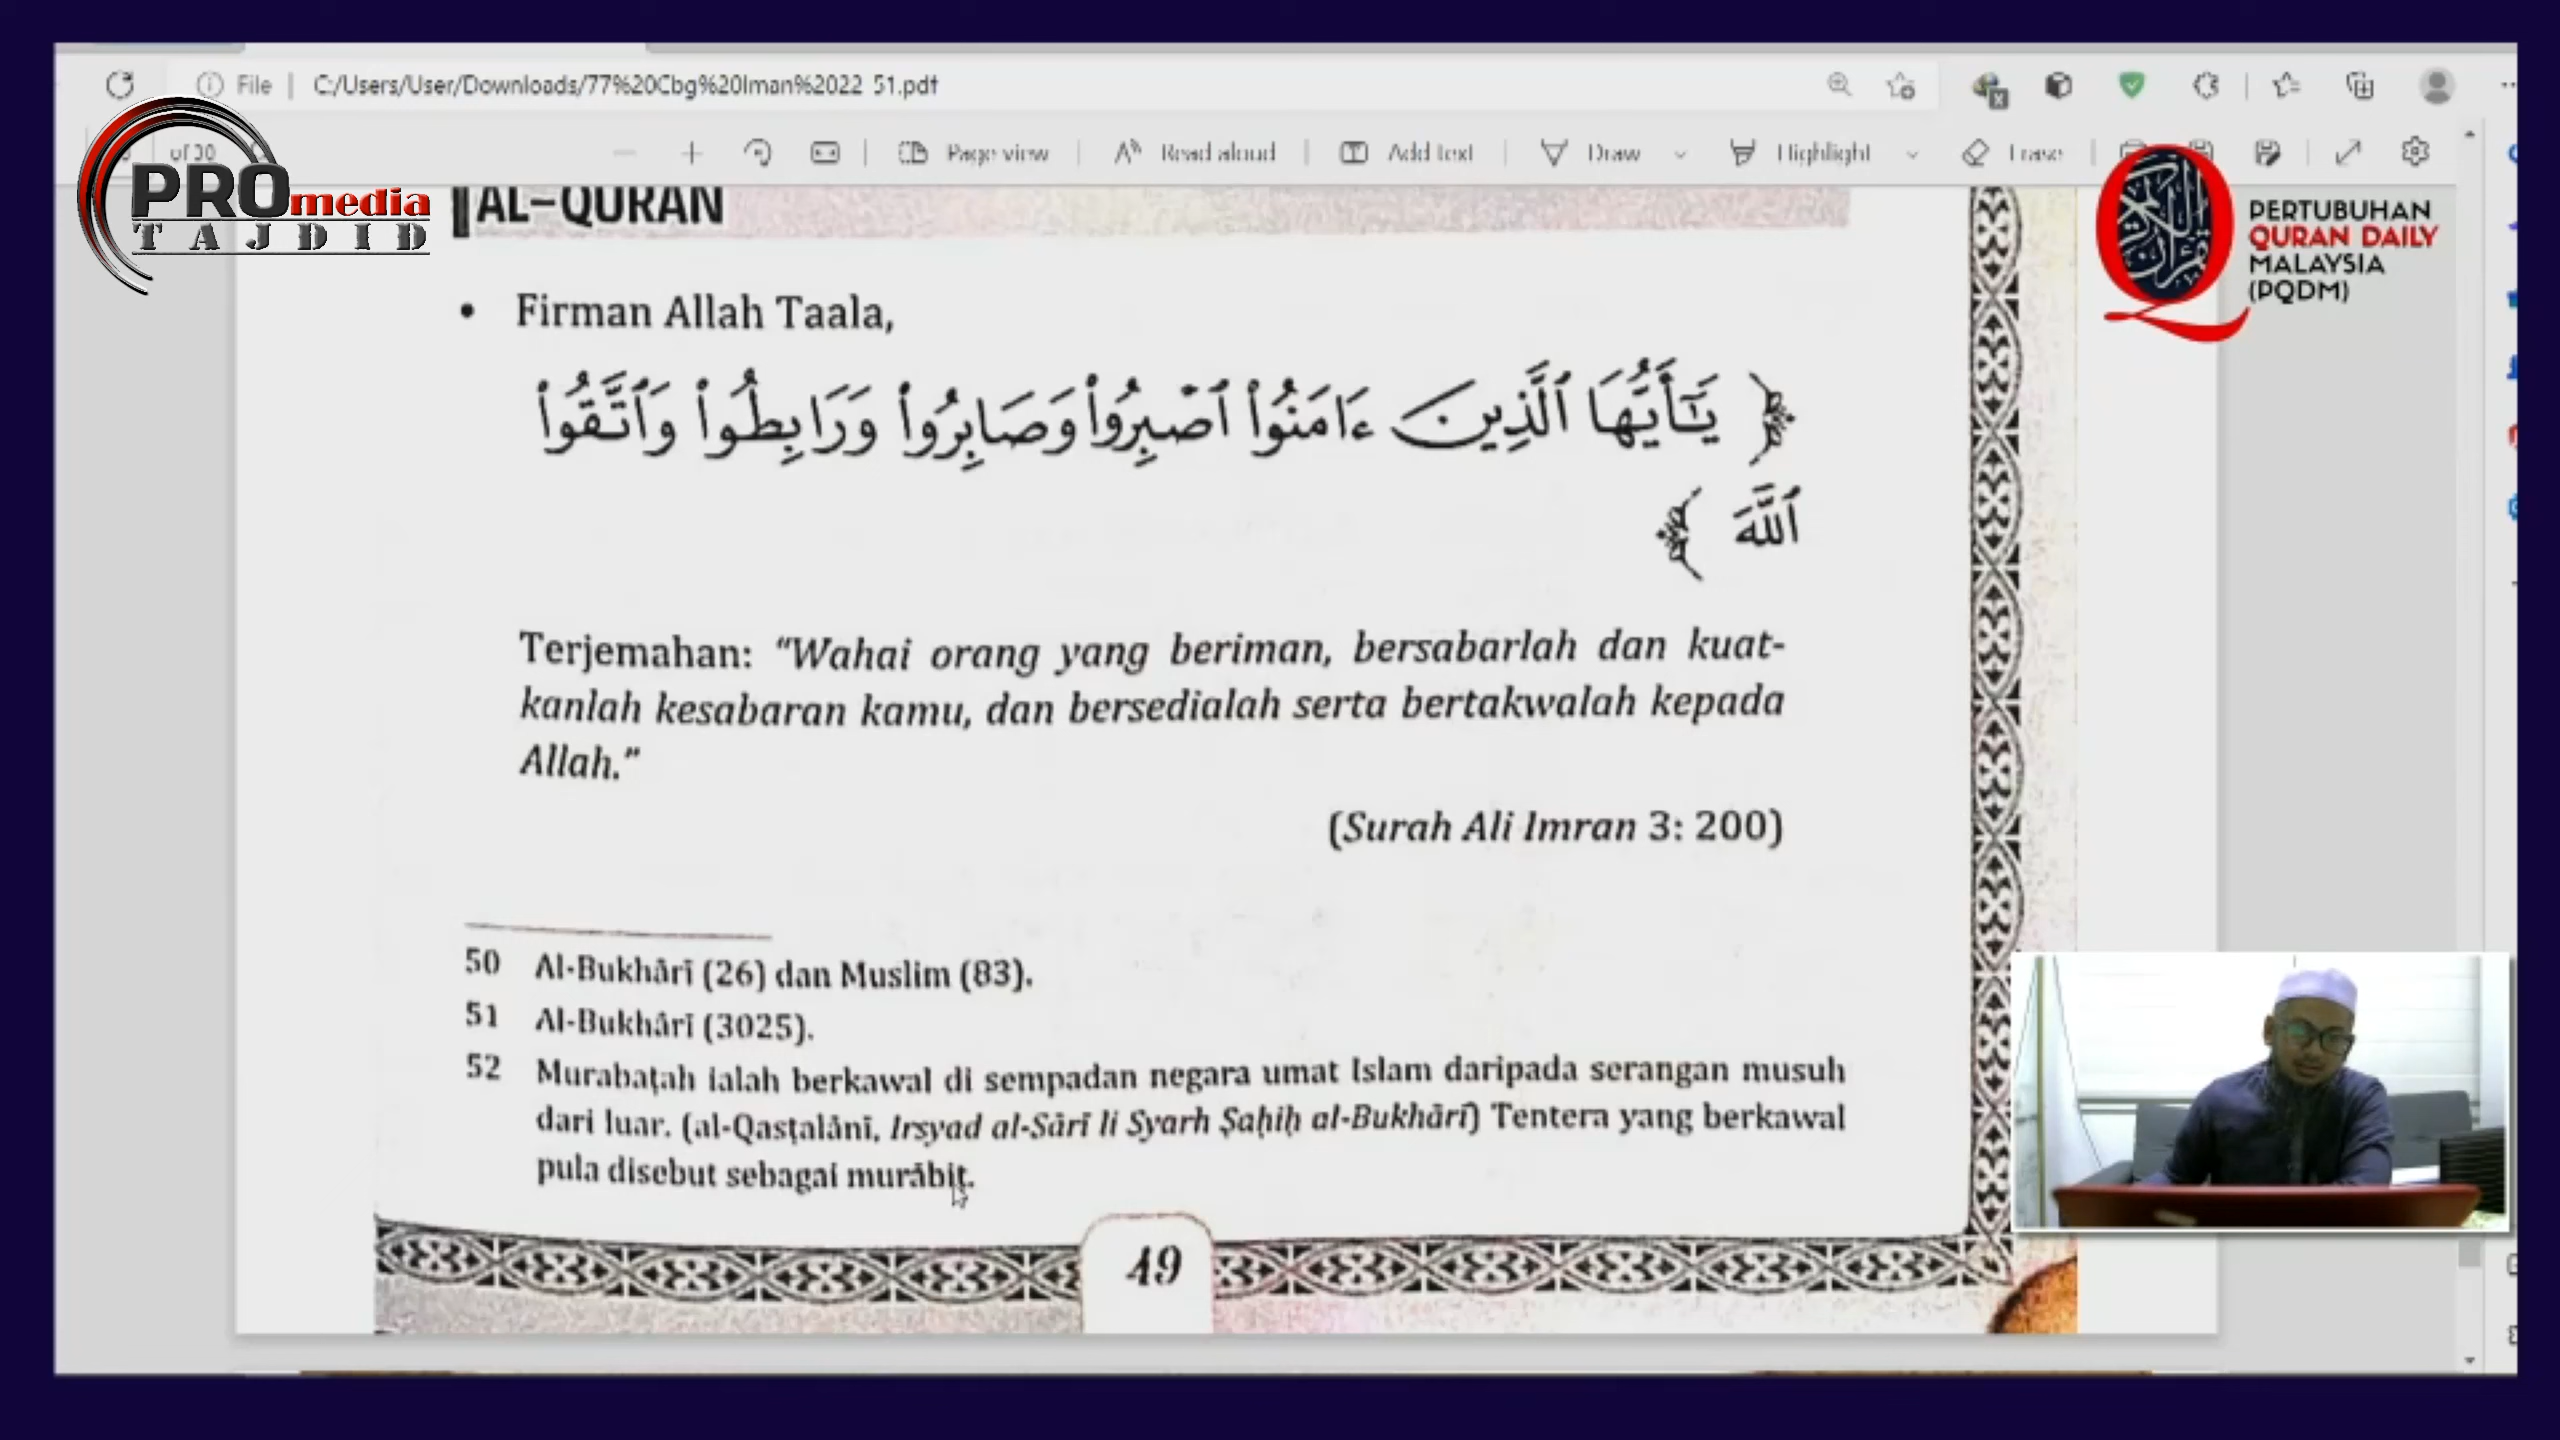 File | C:/Users/User/Downloads/77%20Cbg%20Iman%2022 51.pdf
of 30
Page view
Read aloud
Add text
Draw
Highlight
Erase
PROmedia
TAJDID
PERTUBUHAN
QURAN DAILY
MALAYSIA
(PQDM)
AL-QURAN
• Firman Allah Taala,
﴿ يَـٰٓأَيُّهَا ٱلَّذِينَ ءَامَنُوا۟ ٱصْبِرُوا۟ وَصَابِرُوا۟ وَرَابِطُوا۟ وَٱتَّقُوا۟
ٱللَّهَ ﴾
Terjemahan: “Wahai orang yang beriman, bersabarlah dan kuat-
kanlah kesabaran kamu, dan bersedialah serta bertakwalah kepada
Allah.”
(Surah Ali Imran 3: 200)
50 Al-Bukhārī (26) dan Muslim (83).
51 Al-Bukhārī (3025).
52 Murabaṭah ialah berkawal di sempadan negara umat Islam daripada serangan musuh
dari luar. (al-Qasṭalānī, Irsyad al-Sārī li Syarh Ṣaḥiḥ al-Bukhārī) Tentera yang berkawal
pula disebut sebagai murābiṭ.
49